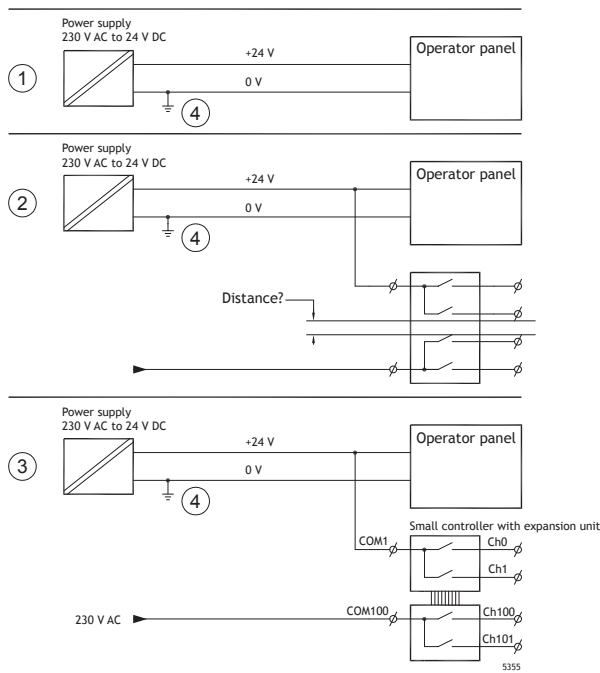 Power supply
230 V AC to 24 V DC
+24 V
Operator panel
1
0 V
4
Power supply
230 V AC to 24 V DC
+24 V
Operator panel
2
0 V
4
Distance?
Power supply
230 V AC to 24 V DC
+24 V
Operator panel
3
0 V
4
Small controller with expansion unit
COM1
Ch0
Ch1
230 V AC
COM100
Ch100
Ch101
5355